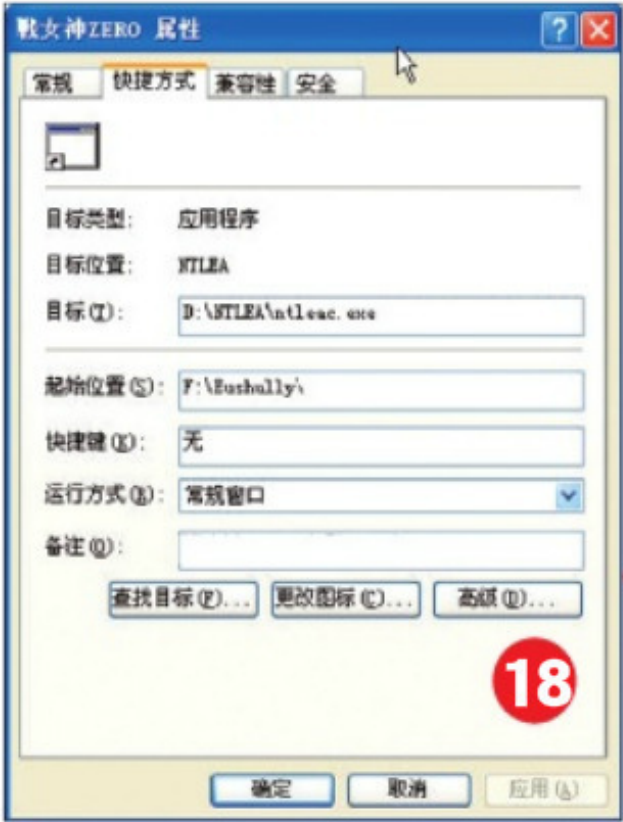 戰女神ZERO 属性
常规 快捷方式 兼容性 安全
目标类型: 应用程序
目标位置: NTLEA
目标(T): D:\NTLEA\ntleac.exe
起始位置(S): F:\Eushully\
快捷键(K): 无
运行方式(R): 常规窗口
备注(O):
查找目标(F)... 更改图标(C)... 高级(D)...
18
确定 取消 应用(A)